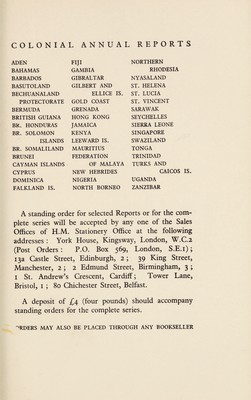 COLONIAL ANNUAL REPORTS
ADEN
BAHAMAS
BARBADOS
BASUTOLAND
BECHUANALAND
PROTECTORATE
BERMUDA
BRITISH GUIANA
BR. HONDURAS
BR. SOLOMON
ISLANDS
BR. SOMALILAND
BRUNEI
CAYMAN ISLANDS
CYPRUS
DOMINICA
FALKLAND IS.
FIJI
GAMBIA
GIBRALTAR
GILBERT AND
ELLICE IS.
GOLD COAST
GRENADA
HONG KONG
JAMAICA
KENYA
LEEWARD IS.
MAURITIUS
FEDERATION
OF MALAYA
NEW HEBRIDES
NIGERIA
NORTH BORNEO
NORTHERN
RHODESIA
NYASALAND
ST. HELENA
ST. LUCIA
ST. VINCENT
SARAWAK
SEYCHELLES
SIERRA LEONE
SINGAPORE
SWAZILAND
TONGA
TRINIDAD
TURKS AND
CAICOS IS.
UGANDA
ZANZIBAR
A standing order for selected Reports or for the com-
plete series will be accepted by any one of the Sales
Offices of H.M. Stationery Office at the following
addresses : York House, Kingsway, London, W.C.2
(Post Orders : P.O. Box 569, London, S.E.1) ;
13a Castle Street, Edinburgh, 2 ; 39 King Street,
Manchester, 2 ; 2 Edmund Street, Birmingham, 3 ;
1 St. Andrew's Crescent, Cardiff ; Tower Lane,
Bristol, 1 ; 80 Chichester Street, Belfast.
A deposit of £4 (four pounds) should accompany
standing orders for the complete series.
ORDERS MAY ALSO BE PLACED THROUGH ANY BOOKSELLER